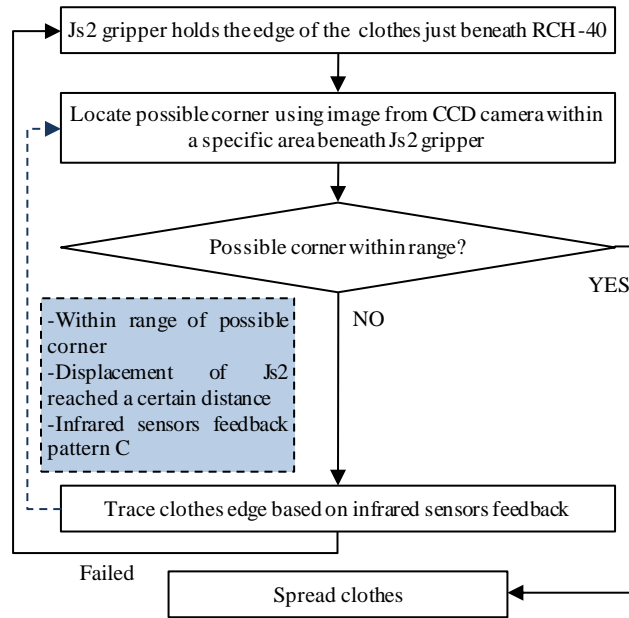 Js2 gripper holds the edge of the clothes just beneath RCH-40
Locate possible corner using image from CCD camera within
a specific area beneath Js2 gripper
Possible corner within range?
YES
NO
-Within range of possible
corner
-Displacement of Js2
reached a certain distance
-Infrared sensors feedback
pattern C
Trace clothes edge based on infrared sensors feedback
Failed
Spread clothes